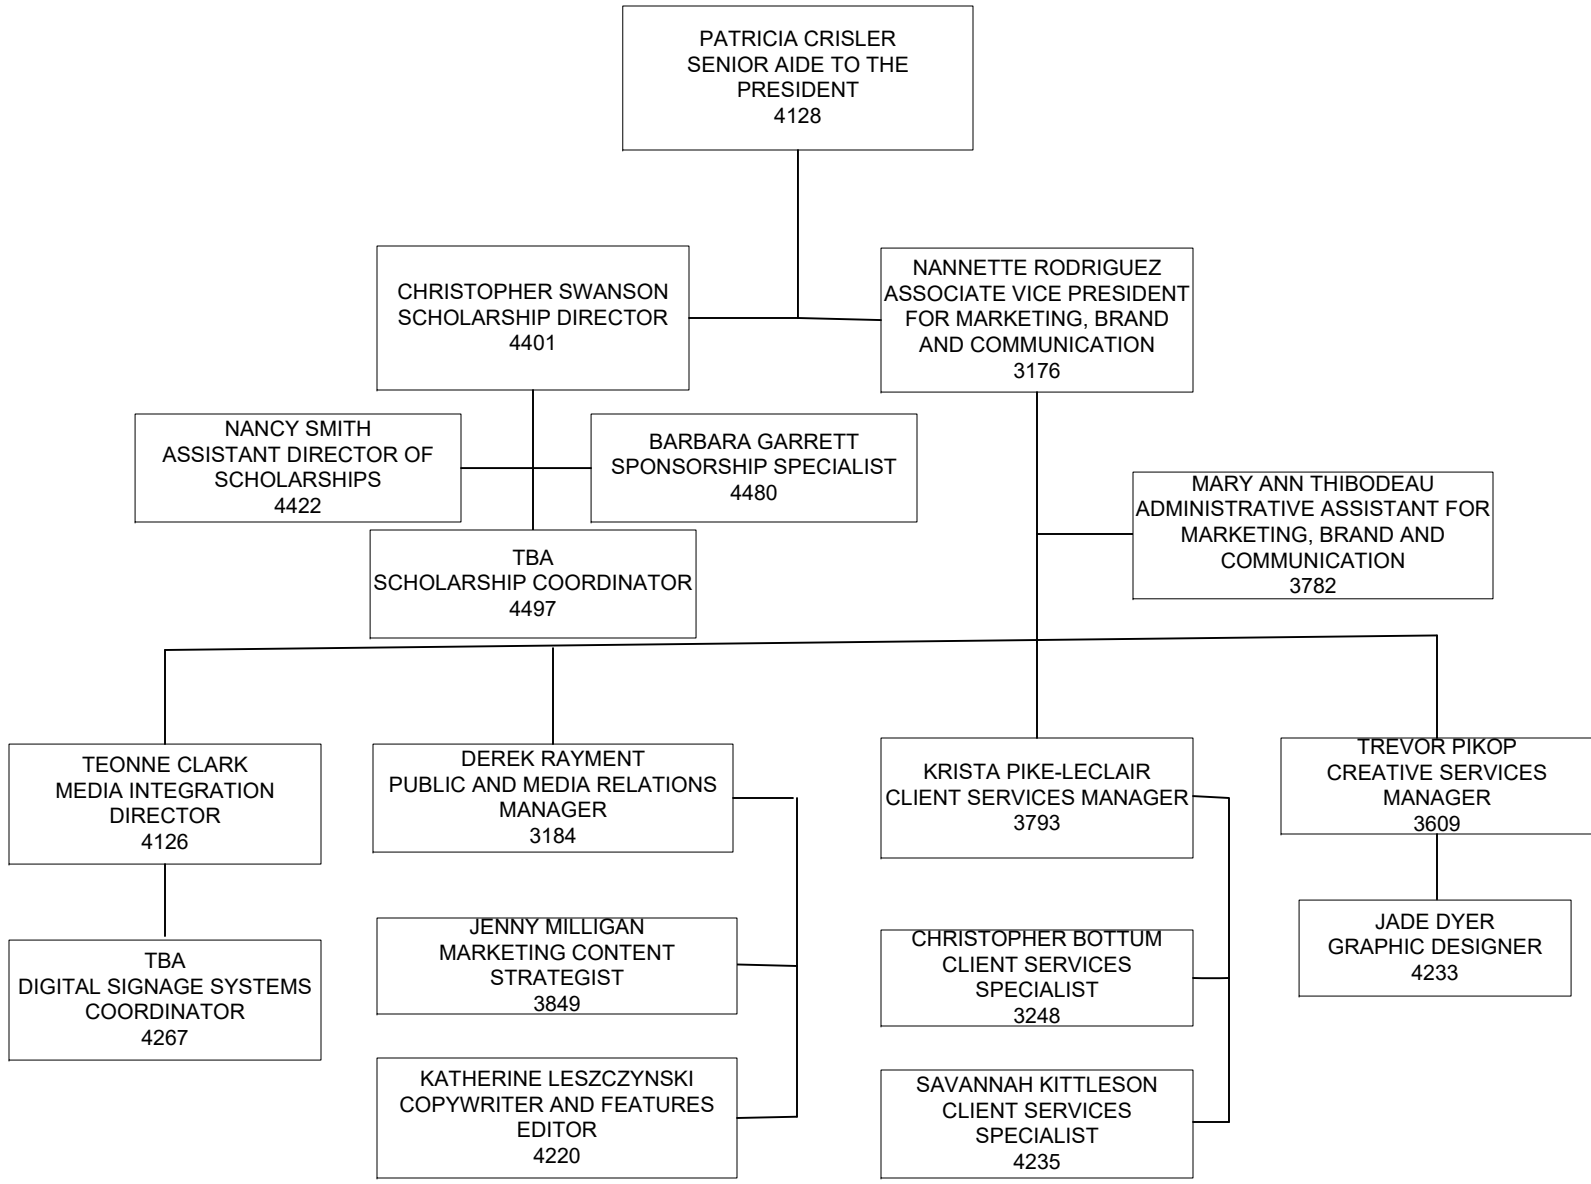 PATRICIA CRISLER
SENIOR AIDE TO THE
PRESIDENT
4128
CHRISTOPHER SWANSON
SCHOLARSHIP DIRECTOR
4401
NANNETTE RODRIGUEZ
ASSOCIATE VICE PRESIDENT
FOR MARKETING, BRAND
AND COMMUNICATION
3176
NANCY SMITH
ASSISTANT DIRECTOR OF
SCHOLARSHIPS
4422
BARBARA GARRETT
SPONSORSHIP SPECIALIST
4480
MARY ANN THIBODEAU
ADMINISTRATIVE ASSISTANT FOR
MARKETING, BRAND AND
COMMUNICATION
3782
TBA
SCHOLARSHIP COORDINATOR
4497
TEONNE CLARK
MEDIA INTEGRATION
DIRECTOR
4126
DEREK RAYMENT
PUBLIC AND MEDIA RELATIONS
MANAGER
3184
KRISTA PIKE-LECLAIR
CLIENT SERVICES MANAGER
3793
TREVOR PIKOP
CREATIVE SERVICES
MANAGER
3609
TBA
DIGITAL SIGNAGE SYSTEMS
COORDINATOR
4267
JENNY MILLIGAN
MARKETING CONTENT
STRATEGIST
3849
CHRISTOPHER BOTTUM
CLIENT SERVICES
SPECIALIST
3248
JADE DYER
GRAPHIC DESIGNER
4233
KATHERINE LESZCZYNSKI
COPYWRITER AND FEATURES
EDITOR
4220
SAVANNAH KITTLESON
CLIENT SERVICES
SPECIALIST
4235